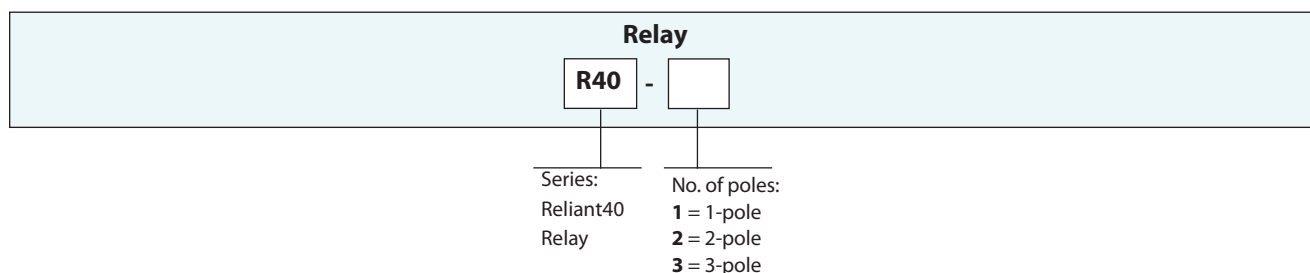 Relay
R40 -
Series:
Reliant40
Relay
No. of poles:
1 = 1-pole
2 = 2-pole
3 = 3-pole